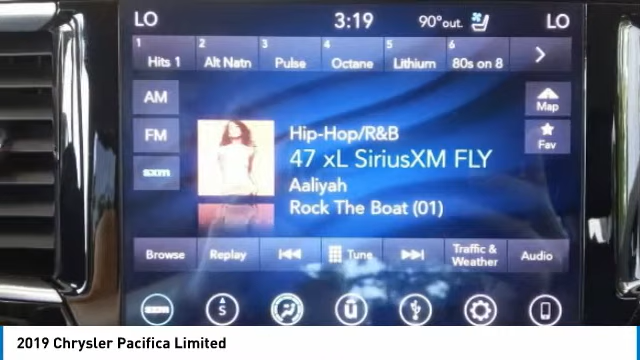 LO 3:19 90°out. LO
1 Hits 1 2 Alt Natn 3 Pulse 4 Octane 5 Lithium 6 80s on 8
AM
Map
FM
Fav
sxm
Hip-Hop/R&B
47 xL SiriusXM FLY
Aaliyah
Rock The Boat (01)
Browse Replay Tune Traffic & Weather Audio
sxm S u
2019 Chrysler Pacifica Limited